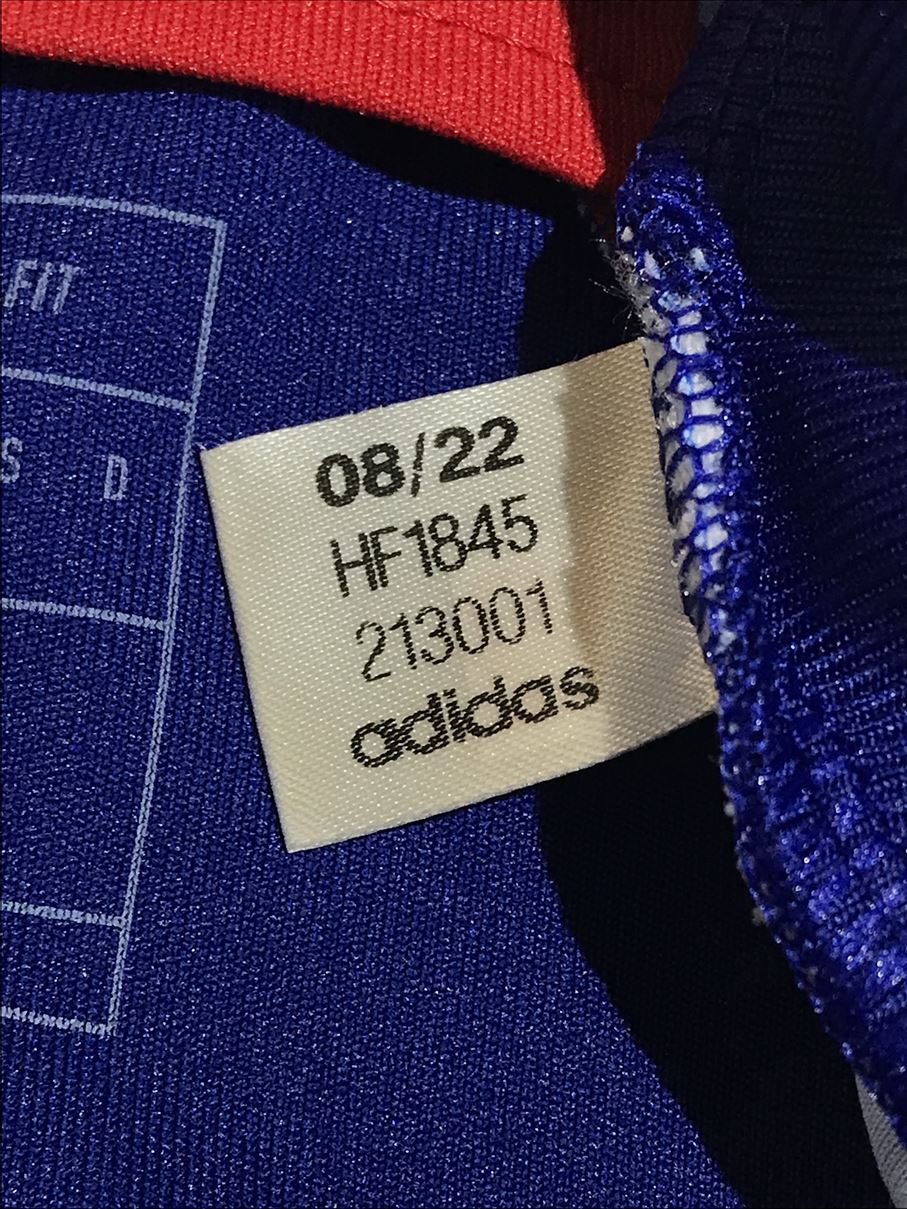 FIT
S D
08/22
HF1845
213001
adidas